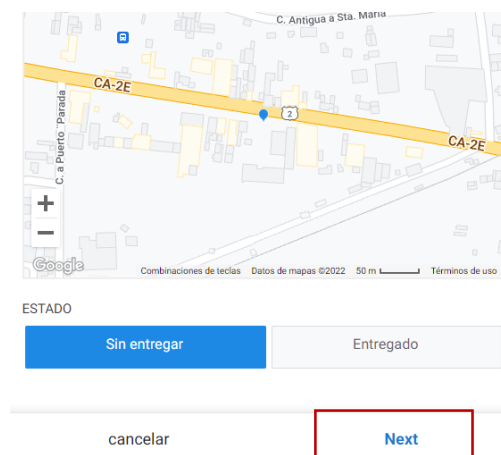 C. Antigua a Sta. María
CA-2E
C. a Puerto "Parada
2
CA-2E
+
−
Google
Combinaciones de teclas Datos de mapas ©2022 50 m Términos de uso
ESTADO
Sin entregar Entregado
cancelar Next